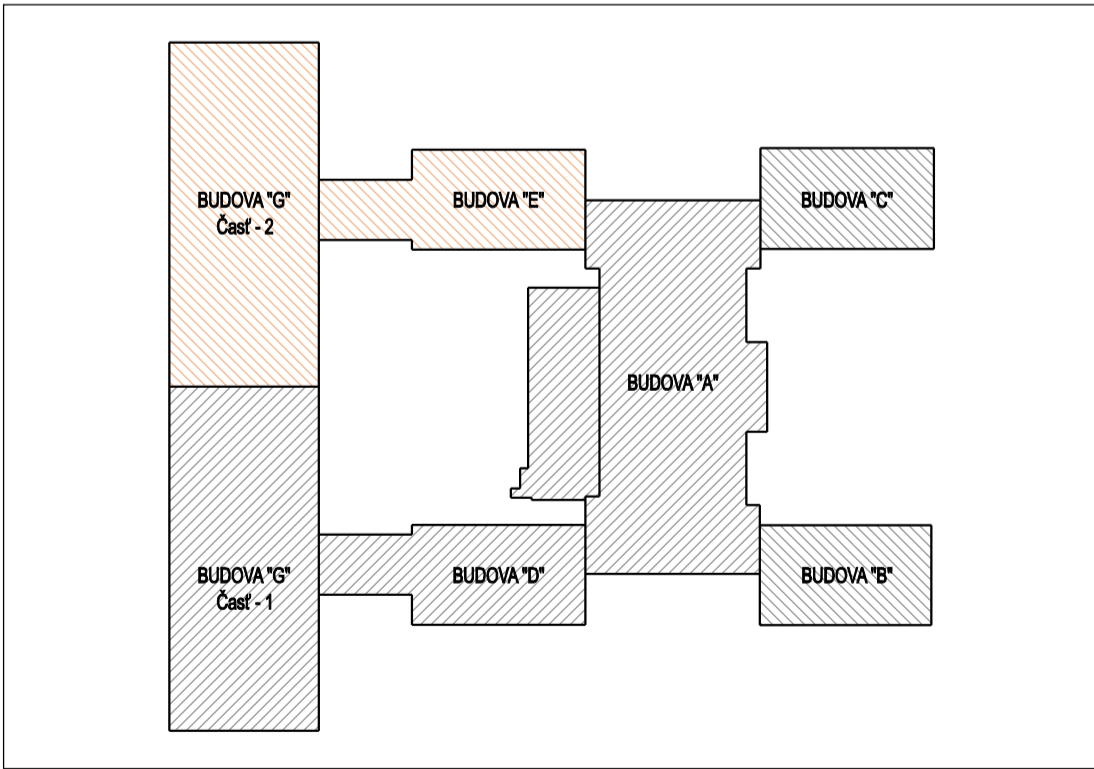 BUDOVA "G"
Časť - 2
BUDOVA "E"
BUDOVA "C"
BUDOVA "A"
BUDOVA "G"
Časť - 1
BUDOVA "D"
BUDOVA "B"